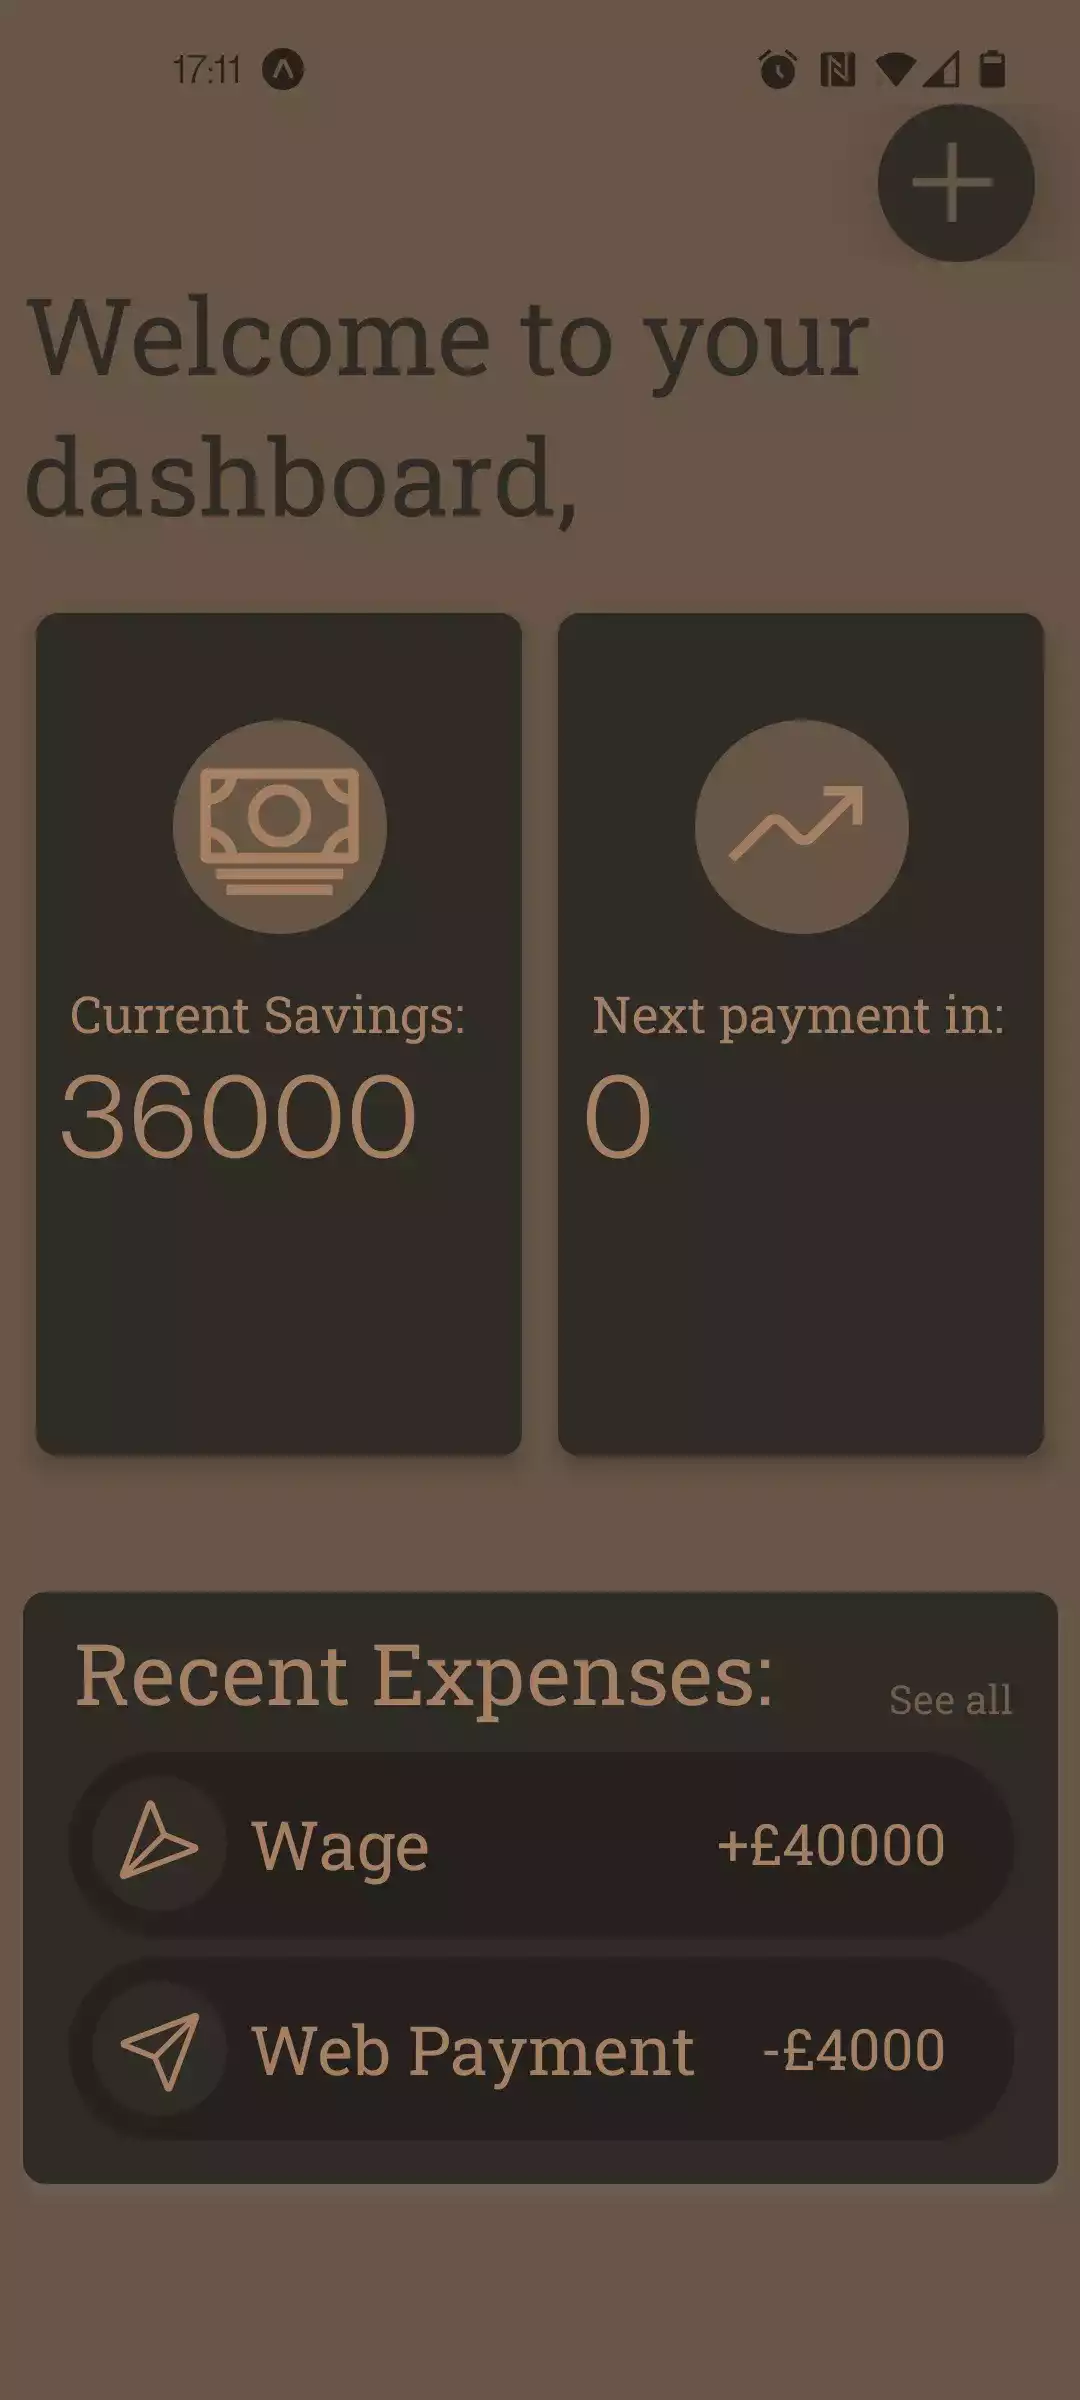 17:11
Welcome to your
dashboard,
Current Savings:
36000
Next payment in:
0
Recent Expenses:
See all
Wage
+£40000
Web Payment
-£4000